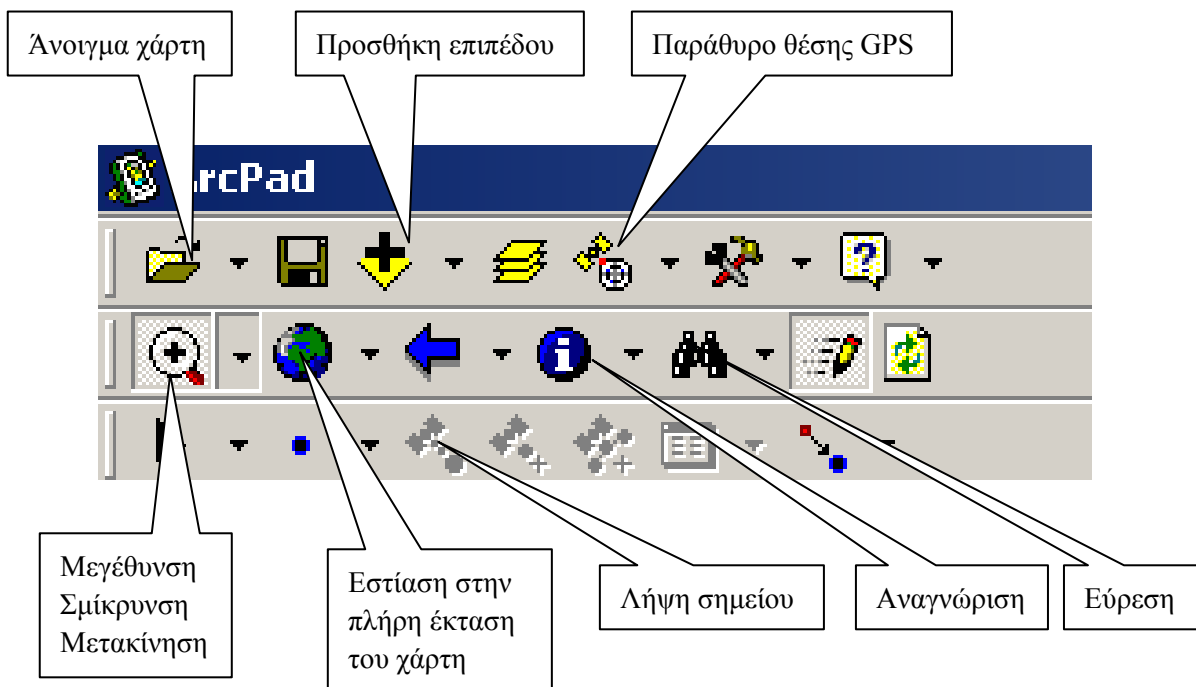 Άνοιγμα χάρτη
Προσθήκη επιπέδου
Παράθυρο θέσης GPS
ArcPad
Μεγέθυνση
Σμίκρυνση
Μετακίνηση
Εστίαση στην
πλήρη έκταση
του χάρτη
Λήψη σημείου
Αναγνώριση
Εύρεση